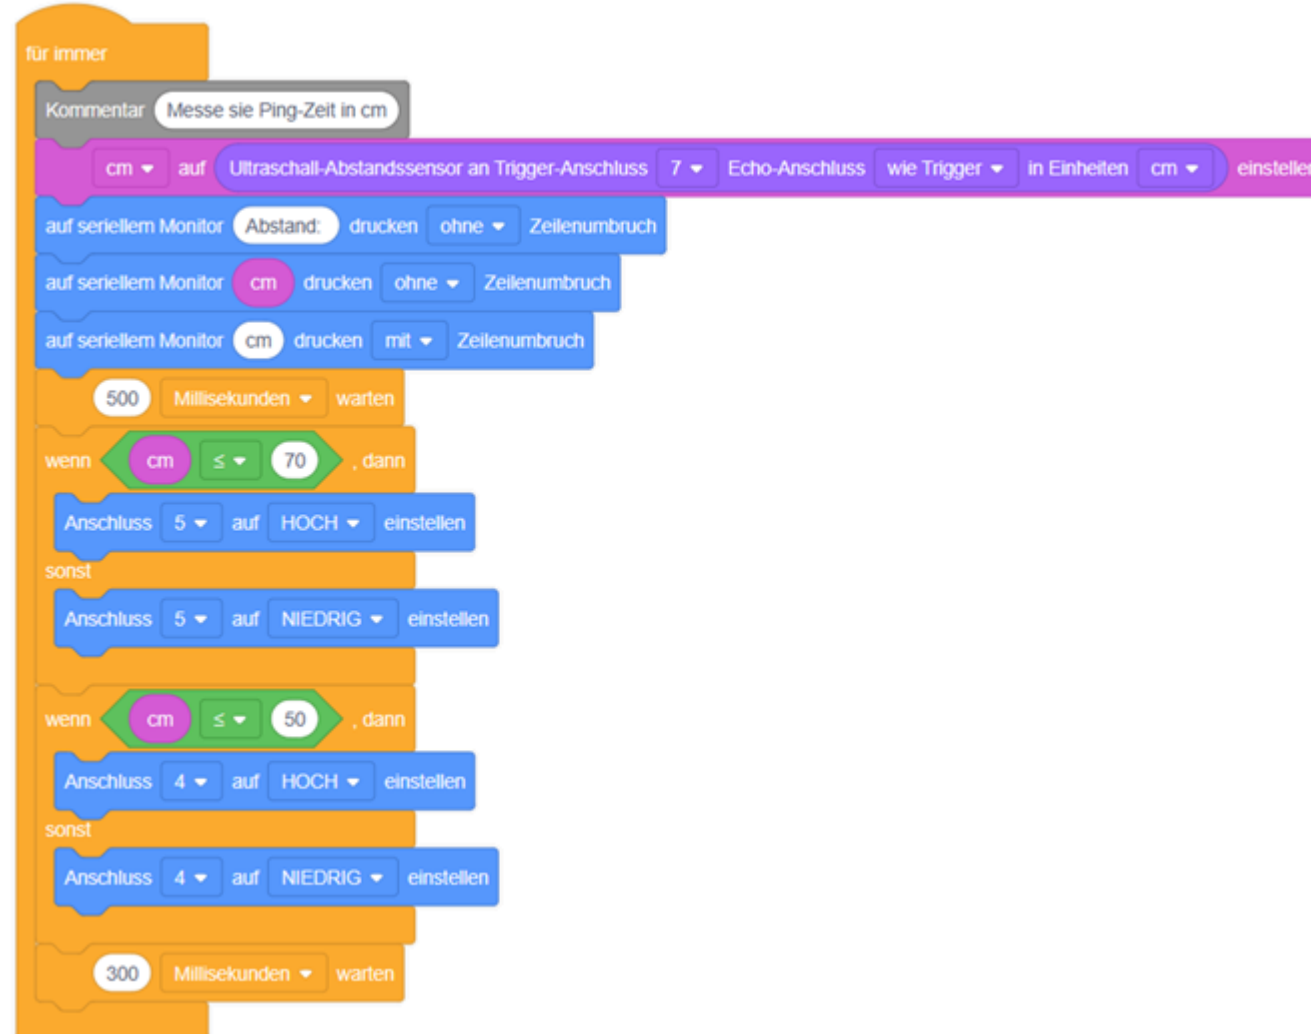 für immer
Kommentar Messe sie Ping-Zeit in cm
cm auf Ultraschall-Abstandssensor an Trigger-Anschluss 7 Echo-Anschluss wie Trigger in Einheiten cm einstellen
auf seriellem Monitor Abstand: drucken ohne Zeilenumbruch
auf seriellem Monitor cm drucken ohne Zeilenumbruch
auf seriellem Monitor cm drucken mit Zeilenumbruch
500 Millisekunden warten
wenn cm ≤ 70 , dann
Anschluss 5 auf HOCH einstellen
sonst
Anschluss 5 auf NIEDRIG einstellen
wenn cm ≤ 50 , dann
Anschluss 4 auf HOCH einstellen
sonst
Anschluss 4 auf NIEDRIG einstellen
300 Millisekunden warten